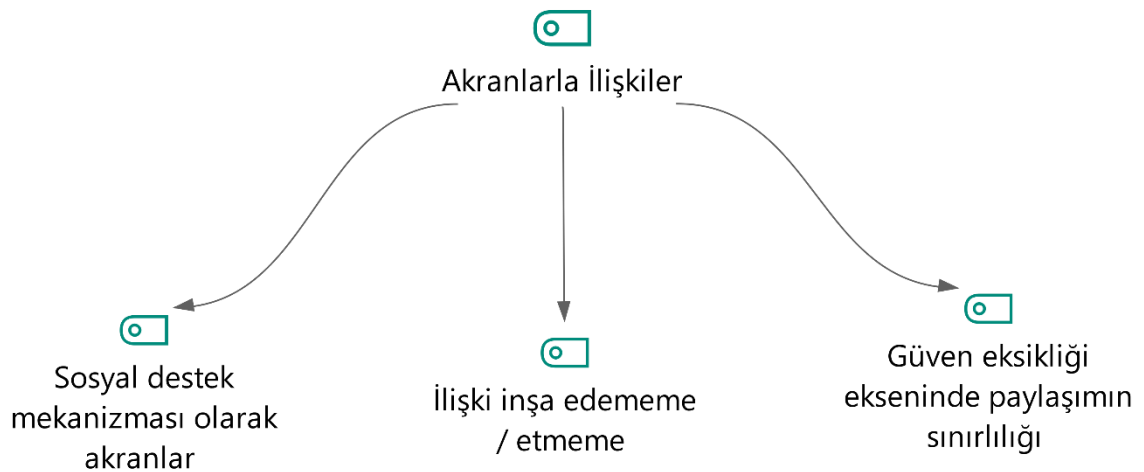 Akranlarla İlişkiler
Sosyal destek
mekanizması olarak
akranlar
İlişki inşa edememe
/ etmeme
Güven eksikliği
ekseninde paylaşımın
sınırlılığı